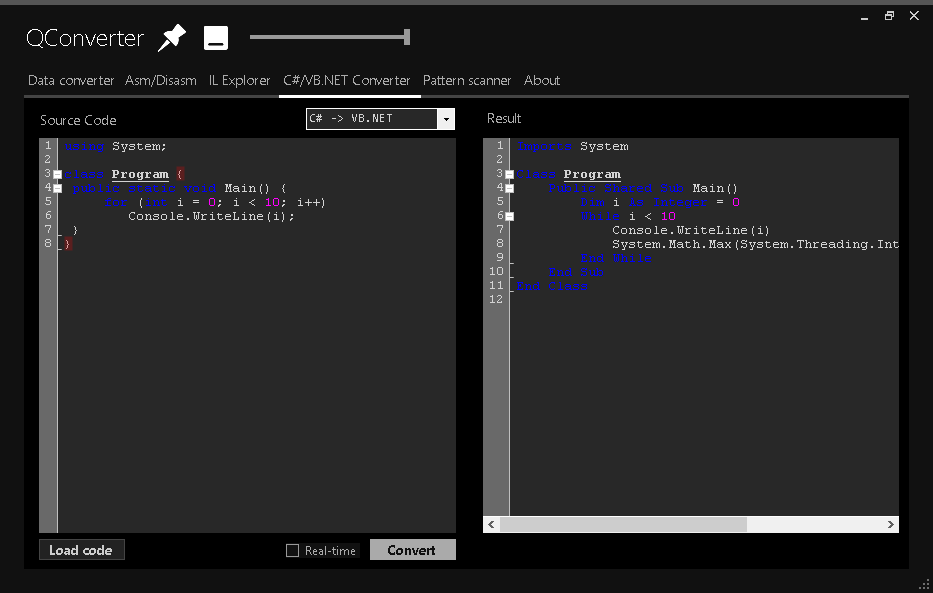 QConverter
Data converter Asm/Disasm IL Explorer C#/VB.NET Converter Pattern scanner About
Source Code
C# -> VB.NET
1 using System;
2
3 class Program {
4 public static void Main() {
5 for (int i = 0; i < 10; i++)
6 Console.WriteLine(i);
7 }
8 }
Load code
Real-time
Convert
Result
1 Imports System
2
3 Class Program
4 Public Shared Sub Main()
5 Dim i As Integer = 0
6 While i < 10
7 Console.WriteLine(i)
8 System.Math.Max(System.Threading.Int
9 End While
10 End Sub
11 End Class
12